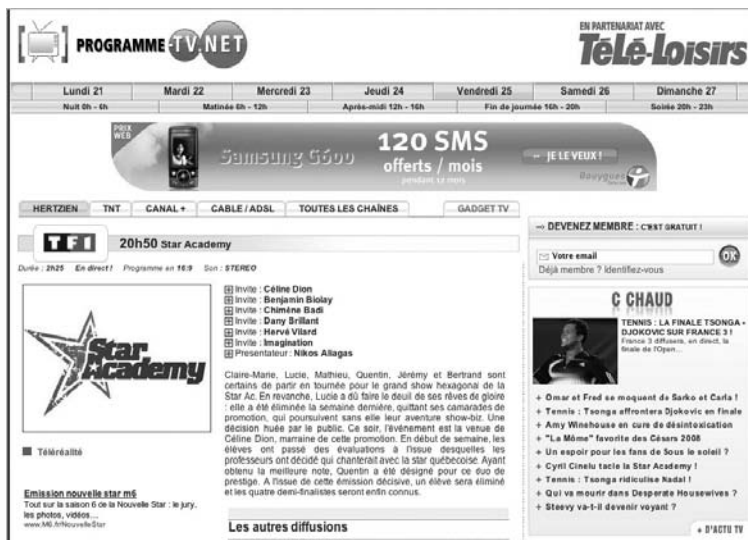 PROGRAMME-TV.NET
EN PARTENARIAT AVEC
TéLé-Loisirs
Lundi 21 Mardi 22 Mercredi 23 Jeudi 24 Vendredi 25 Samedi 26 Dimanche 27
Nuit 0h - 6h Matinée 6h - 12h Après-midi 12h - 16h Fin de journée 16h - 20h Soirée 20h - 23h
PRIX WEB
Samsung G600
120 SMS
offerts / mois
pendant 12 mois
JE LE VEUX !
Bouygues
HERTZIEN TNT CANAL + CABLE / ADSL TOUTES LES CHAÎNES GADGET TV
TF1 20h50 Star Academy
Durée : 2h25 En direct ! Programme en 16:9 Son : STEREO
Star Academy
Invite : Céline Dion
Invite : Benjamin Biolay
Invite : Chimène Badi
Invite : Dany Brillant
Invite : Hervé Vilard
Invite : Imagination
Presentateur : Nikos Aliagas
Claire-Marie, Lucie, Mathieu, Quentin, Jérémy et Bertrand sont
certains de partir en tournée pour le grand show hexagonal de la
Star Ac. En revanche, Lucie a dû faire le deuil de ses rêves de gloire
: elle a été éliminée la semaine dernière, quittant ses camarades de
promotion, qui poursuivent sans elle leur aventure show-biz. Une
décision huée par le public. Ce soir, l'événement est la venue de
Céline Dion, marraine de cette promotion. En début de semaine, les
élèves ont passé des évaluations à l'issue desquelles les
professeurs ont décidé qui chanterait avec la star québecoise. Ayant
obtenu la meilleure note, Quentin a été désigné pour ce duo de
prestige. A l'issue de cette émission décisive, un élève sera éliminé
et les quatre demi-finalistes seront enfin connus.
Téléréalité
Emission nouvelle star m6
Tout sur la saison 6 de la Nouvelle Star : le jury,
les photos, vidéos....
www.M6.fr/NouvelleStar
Les autres diffusions
DEVENEZ MEMBRE : C'EST GRATUIT !
Votre email
OK
Déjà membre ? Identifiez-vous
C CHAUD
TENNIS : LA FINALE TSONGA -
DJOKOVIC SUR FRANCE 3 !
France 3 diffusera, en direct, la
finale de l'Open...
+ Omar et Fred se moquent de Sarko et Carla !
+ Tennis : Tsonga affrontera Djokovic en finale
+ Amy Winehouse en cure de désintoxication
+ "La Môme" favorite des Césars 2008
+ Un espoir pour les fans de Sous le soleil ?
+ Cyril Cinelu tacle la Star Academy !
+ Tennis : Tsonga ridiculise Nadal !
+ Qui va mourir dans Desperate Housewives ?
+ Steevy va-t-il devenir voyant ?
+ D'ACTU TV